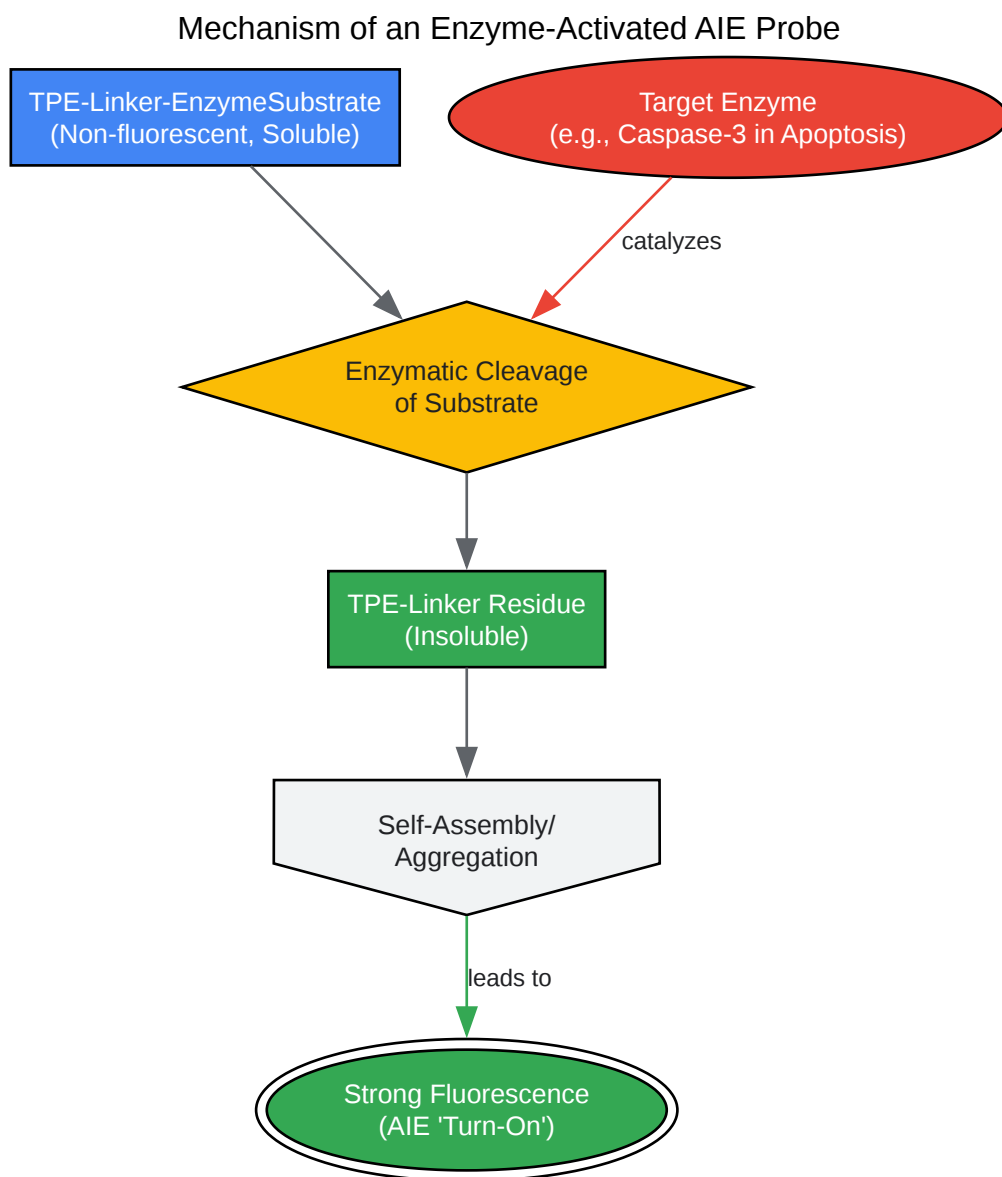 Mechanism of an Enzyme-Activated AIE Probe
TPE-Linker-EnzymeSubstrate
(Non-fluorescent, Soluble)
Target Enzyme
(e.g., Caspase-3 in Apoptosis)
catalyzes
Enzymatic Cleavage
of Substrate
TPE-Linker Residue
(Insoluble)
Self-Assembly/
Aggregation
leads to
Strong Fluorescence
(AIE 'Turn-On')